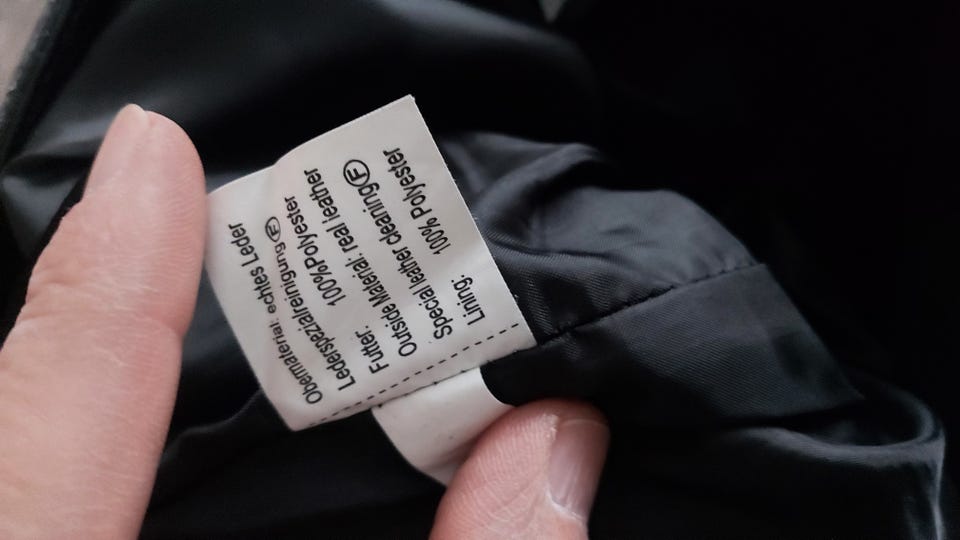 Obermaterial: echtes Leder
Lederspezialreinigung Ⓕ
Futter: 100%Polyester
Outside Material: real leather
Special leather cleaning Ⓕ
Lining: 100% Polyester